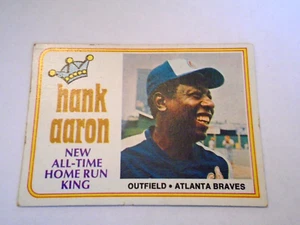 hank
aaron
NEW
ALL-TIME
HOME RUN
KING
OUTFIELD • ATLANTA BRAVES